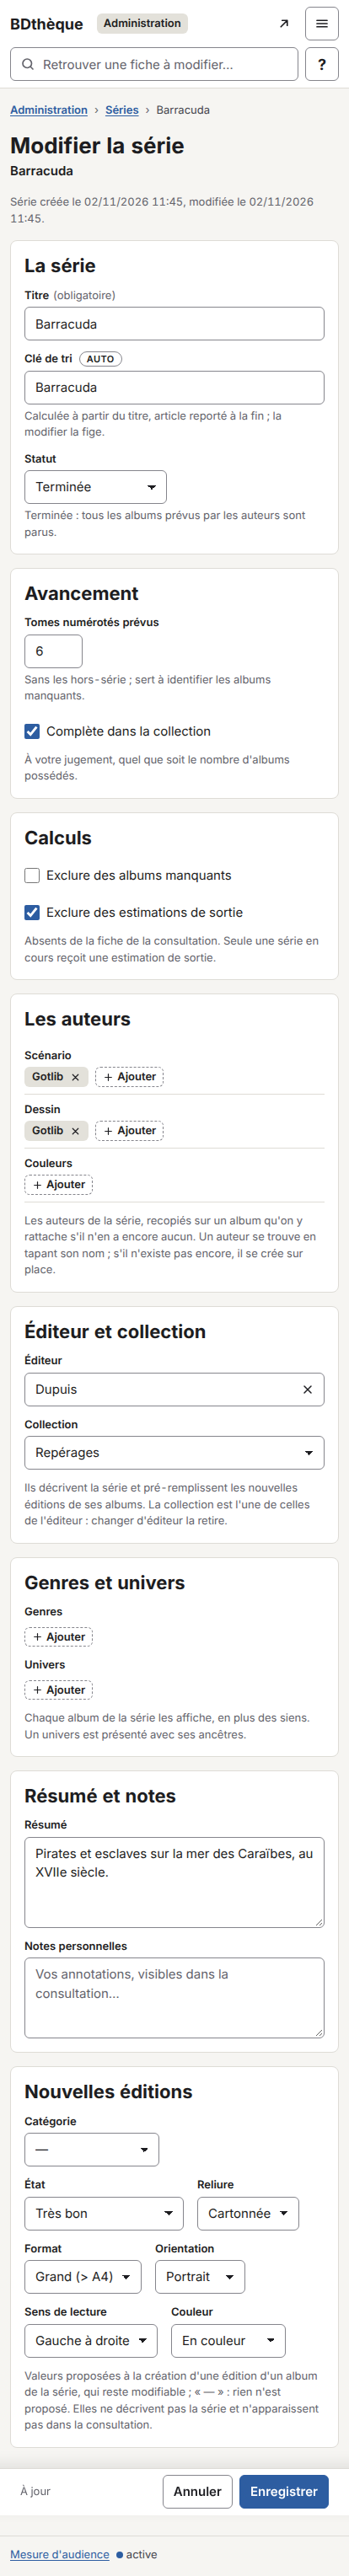 BDthèque Administration
Retrouver une fiche à modifier... ?
Administration › Séries › Barracuda
Modifier la série
Barracuda
Série créée le 02/11/2026 11:45, modifiée le 02/11/2026
11:45.
La série
Titre (obligatoire)
Barracuda
Clé de tri AUTO
Barracuda
Calculée à partir du titre, article reporté à la fin ; la
modifier la fige.
Statut
Terminée
Terminée : tous les albums prévus par les auteurs sont
parus.
Avancement
Tomes numérotés prévus
6
Sans les hors-série ; sert à identifier les albums
manquants.
Complète dans la collection
À votre jugement, quel que soit le nombre d'albums
possédés.
Calculs
Exclure des albums manquants
Exclure des estimations de sortie
Absents de la fiche de la consultation. Seule une série en
cours reçoit une estimation de sortie.
Les auteurs
Scénario
Gotlib × + Ajouter
Dessin
Gotlib × + Ajouter
Couleurs
+ Ajouter
Les auteurs de la série, recopiés sur un album qu'on y
rattache s'il n'en a encore aucun. Un auteur se trouve en
tapant son nom ; s'il n'existe pas encore, il se crée sur
place.
Éditeur et collection
Éditeur
Dupuis ×
Collection
Repérages
Ils décrivent la série et pré-remplissent les nouvelles
éditions de ses albums. La collection est l'une de celles
de l'éditeur : changer d'éditeur la retire.
Genres et univers
Genres
+ Ajouter
Univers
+ Ajouter
Chaque album de la série les affiche, en plus des siens.
Un univers est présenté avec ses ancêtres.
Résumé et notes
Résumé
Pirates et esclaves sur la mer des Caraïbes, au
XVIIe siècle.
Notes personnelles
Vos annotations, visibles dans la
consultation...
Nouvelles éditions
Catégorie
—
État Reliure
Très bon Cartonnée
Format Orientation
Grand (> A4) Portrait
Sens de lecture Couleur
Gauche à droite En couleur
Valeurs proposées à la création d'une édition d'un album
de la série, qui reste modifiable ; « — » : rien n'est
proposé. Elles ne décrivent pas la série et n'apparaissent
pas dans la consultation.
À jour Annuler Enregistrer
Mesure d'audience active